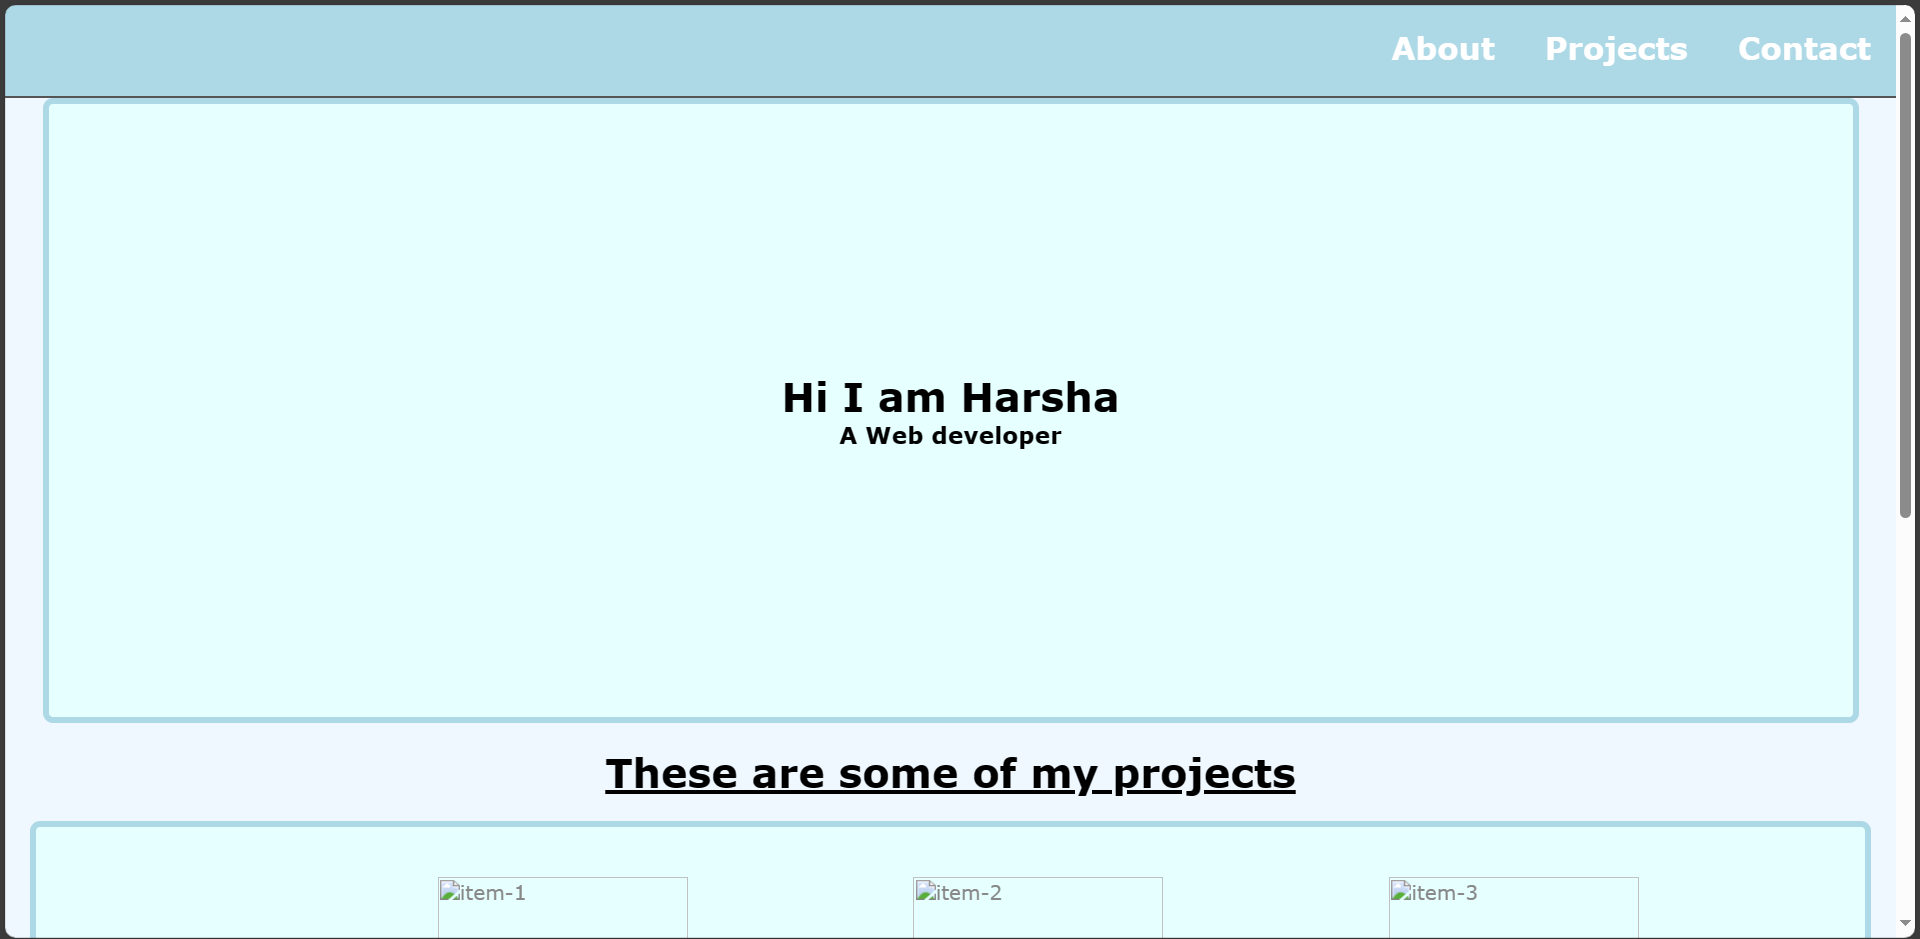 About Projects Contact
Hi I am Harsha
A Web developer
These are some of my projects
item-1 item-2 item-3